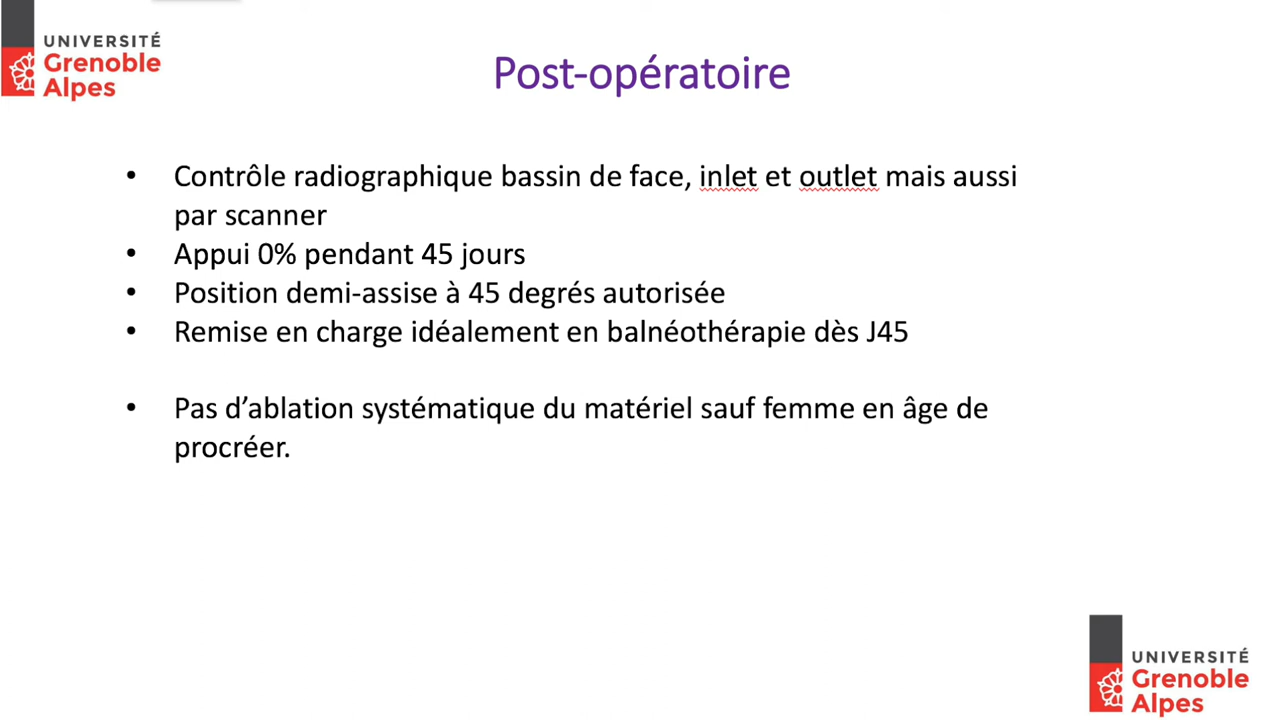 UNIVERSITÉ
Grenoble
Alpes
Post-opératoire
• Contrôle radiographique bassin de face, inlet et outlet mais aussi
par scanner
• Appui 0% pendant 45 jours
• Position demi-assise à 45 degrés autorisée
• Remise en charge idéalement en balnéothérapie dès J45
• Pas d’ablation systématique du matériel sauf femme en âge de
procréer.
UNIVERSITÉ
Grenoble
Alpes